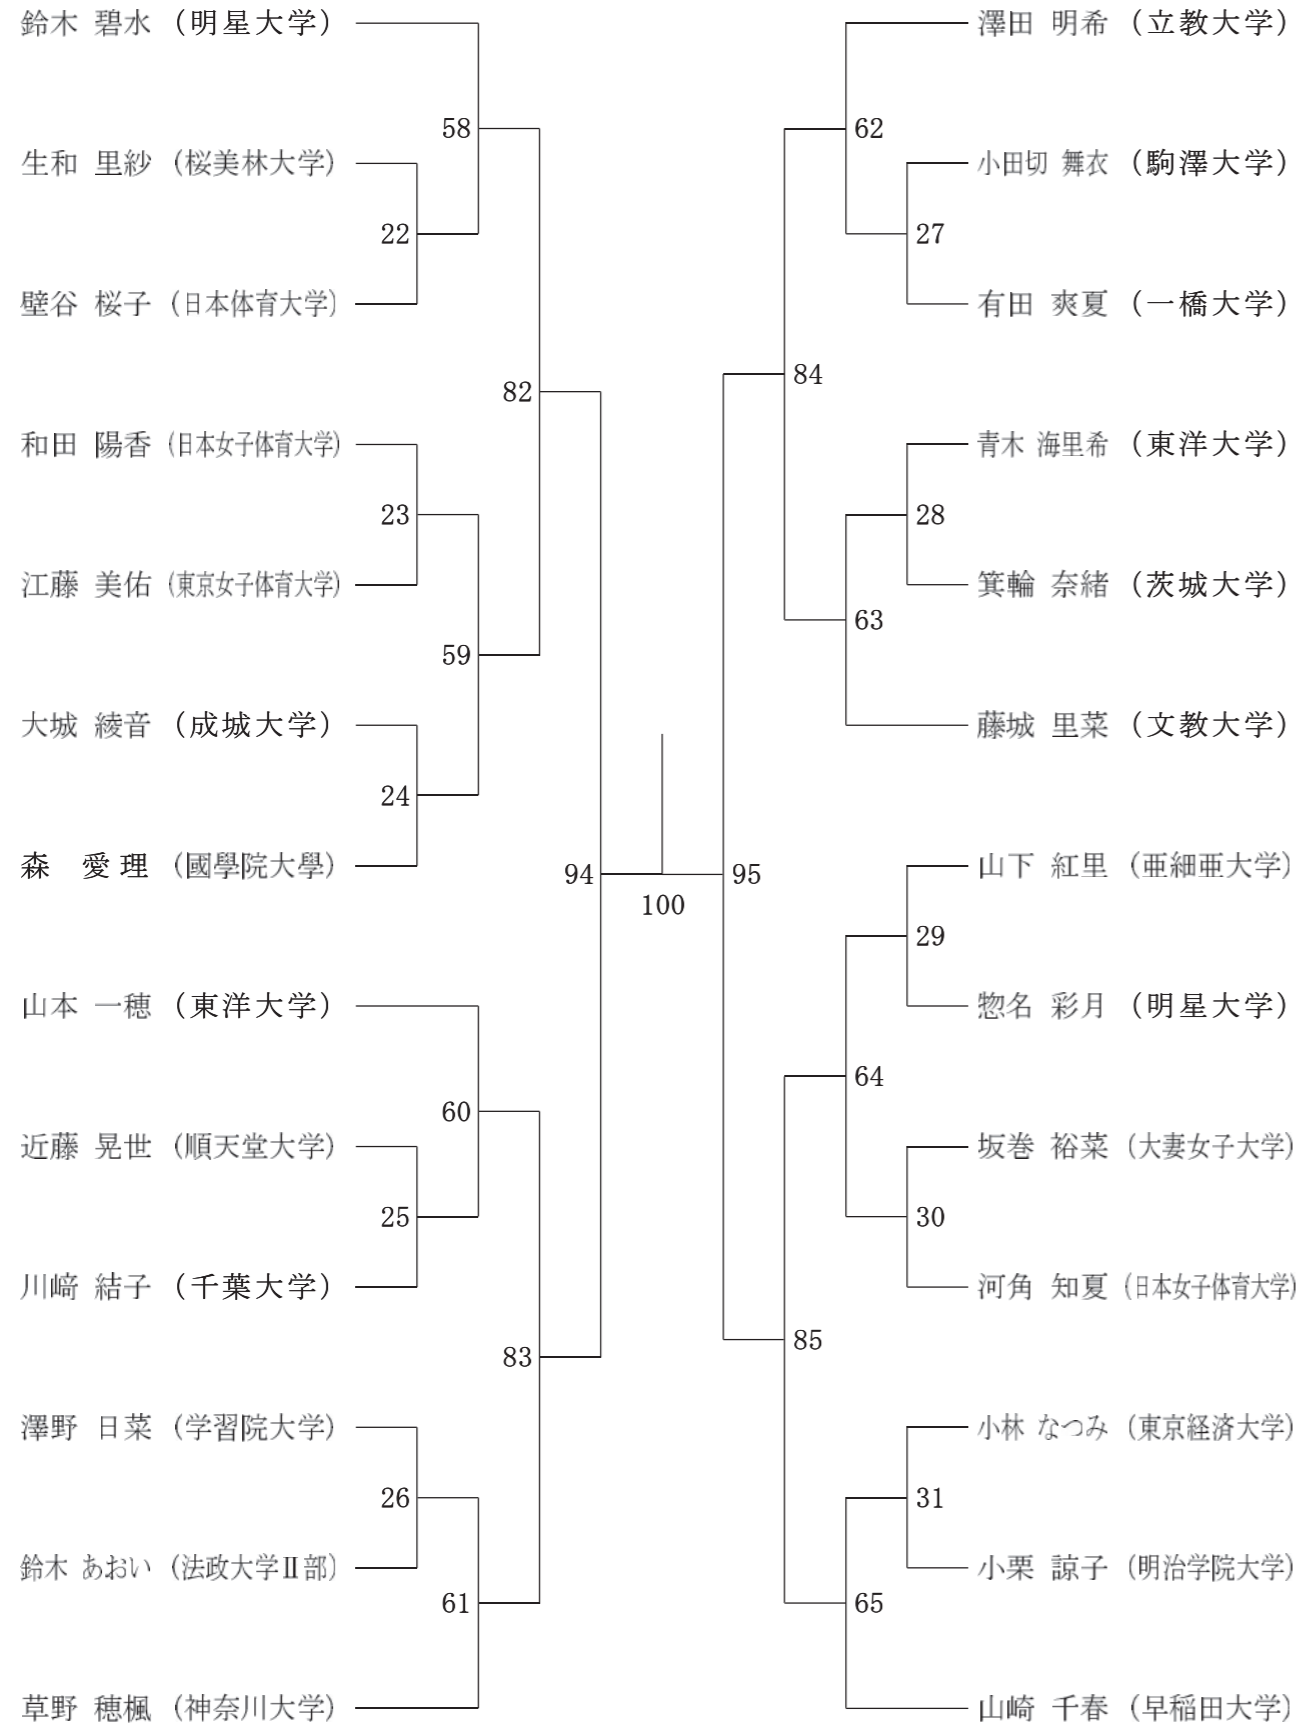 鈴木 碧水 (明星大学)
58
生和 里紗 (桜美林大学)
22
壁谷 桜子 (日本体育大学)
82
和田 陽香 (日本女子体育大学)
23
江藤 美佑 (東京女子体育大学)
59
大城 綾音 (成城大学)
24
森 愛理 (國學院大學)
94
山本 一穂 (東洋大学)
60
近藤 晃世 (順天堂大学)
25
川﨑 結子 (千葉大学)
83
澤野 日菜 (学習院大学)
26
鈴木 あおい (法政大学Ⅱ部)
61
草野 穂楓 (神奈川大学)
100
澤田 明希 (立教大学)
62
小田切 舞衣 (駒澤大学)
27
有田 爽夏 (一橋大学)
84
青木 海里希 (東洋大学)
28
箕輪 奈緒 (茨城大学)
63
藤城 里菜 (文教大学)
95
山下 紅里 (亜細亜大学)
29
惣名 彩月 (明星大学)
64
坂巻 裕菜 (大妻女子大学)
30
河角 知夏 (日本女子体育大学)
85
小林 なつみ (東京経済大学)
31
小栗 諒子 (明治学院大学)
65
山崎 千春 (早稲田大学)